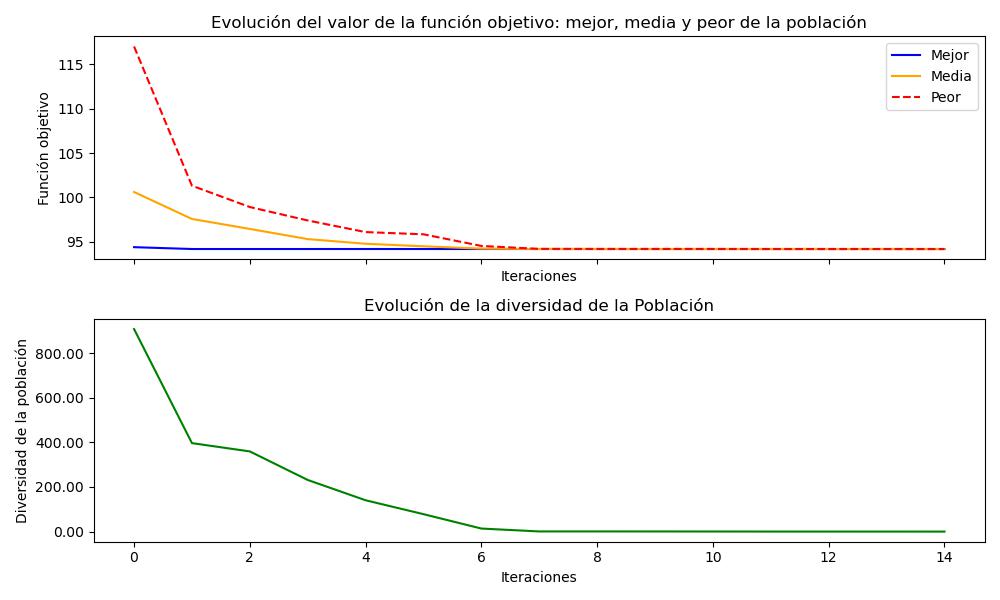 Evolución del valor de la función objetivo: mejor, media y peor de la población
Función objetivo
115
110
105
100
95
Mejor
Media
Peor
Iteraciones
Evolución de la diversidad de la Población
Diversidad de la población
800.00
600.00
400.00
200.00
0.00
0 2 4 6 8 10 12 14
Iteraciones